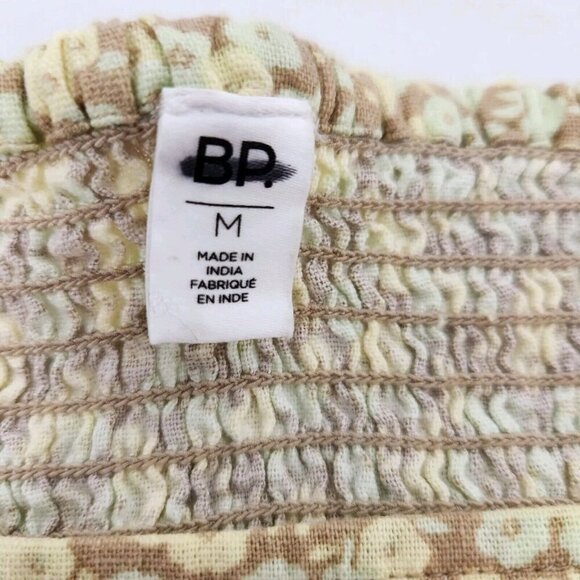 BP.
M
MADE IN
INDIA
FABRIQUÉ
EN INDE